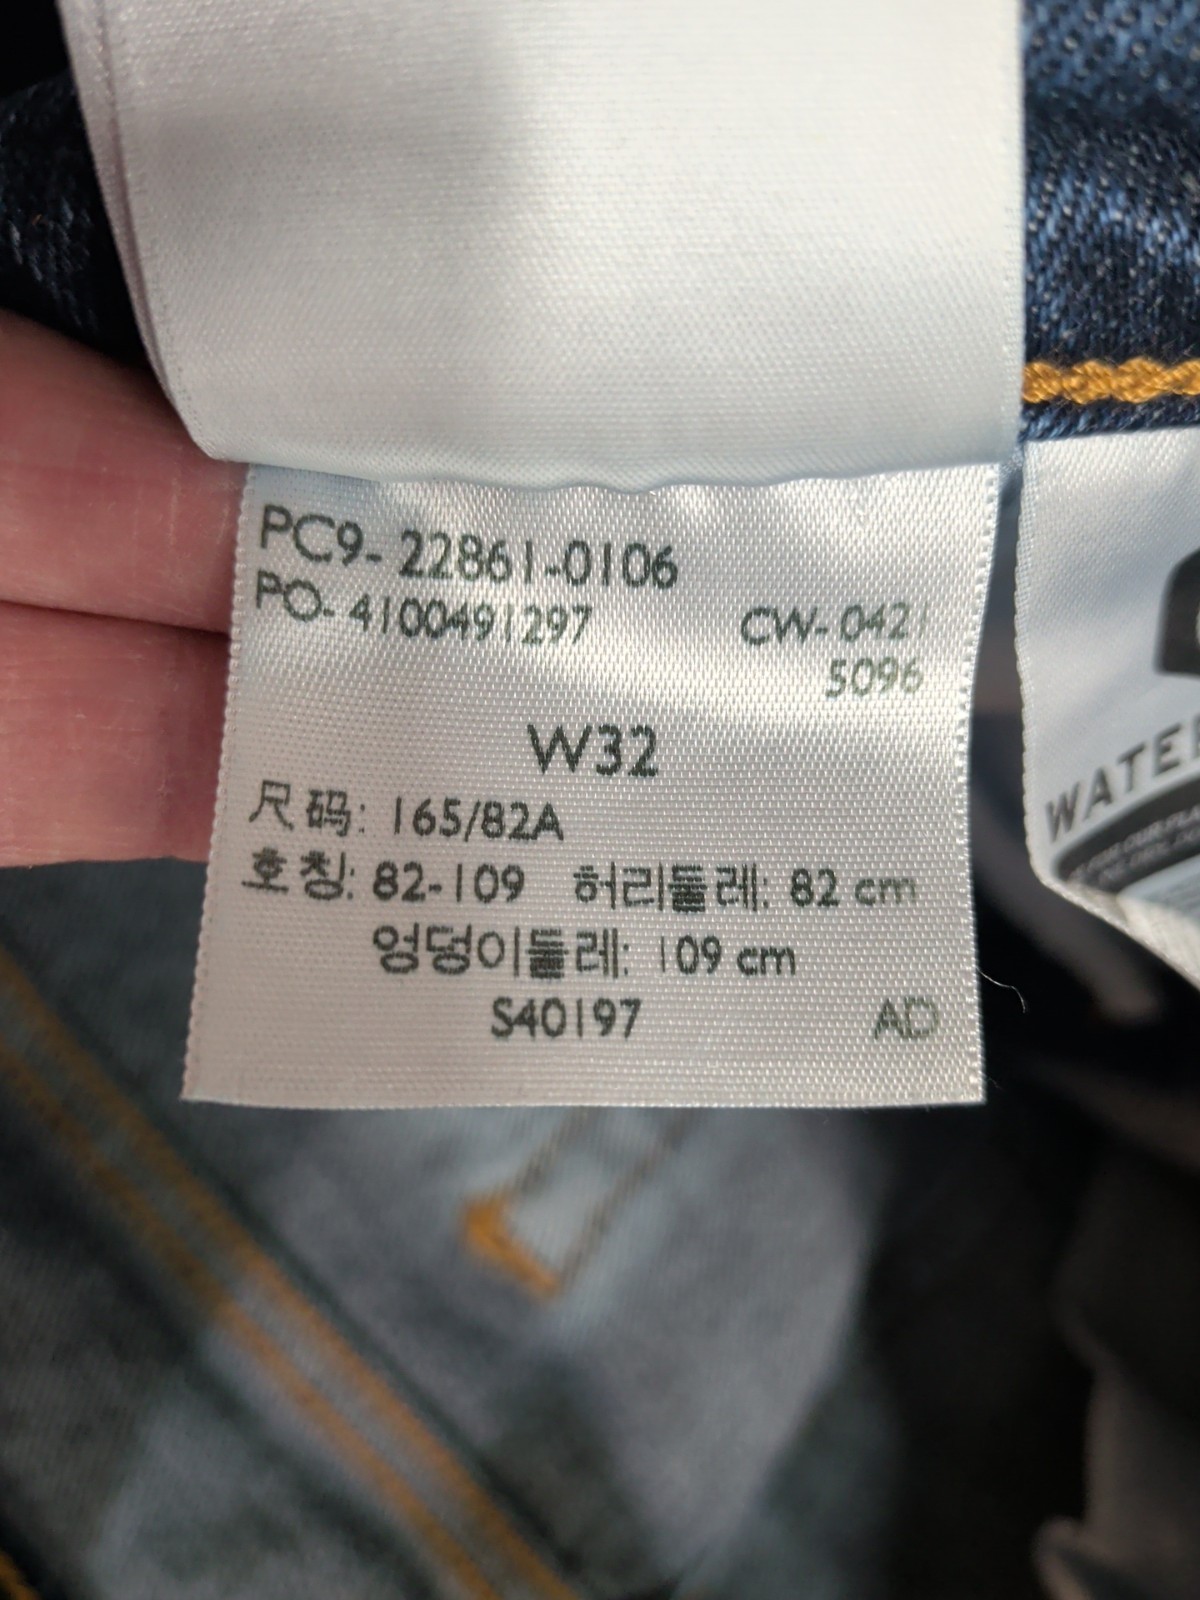 PC9- 22861-0106
PO- 4100491297
CW- 0421
5096
W32
尺码: 165/82A
호칭: 82-109 허리둘레: 82 cm
엉덩이둘레: 109 cm
S40197 AD